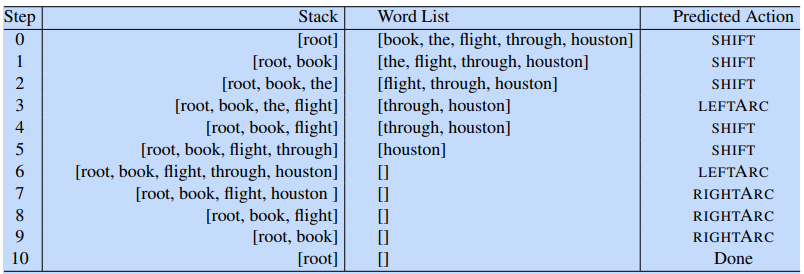 Step Stack Word List Predicted Action
0 [root] [book, the, flight, through, houston] SHIFT
1 [root, book] [the, flight, through, houston] SHIFT
2 [root, book, the] [flight, through, houston] SHIFT
3 [root, book, the, flight] [through, houston] LEFTARC
4 [root, book, flight] [through, houston] SHIFT
5 [root, book, flight, through] [houston] SHIFT
6 [root, book, flight, through, houston] [] LEFTARC
7 [root, book, flight, houston ] [] RIGHTARC
8 [root, book, flight] [] RIGHTARC
9 [root, book] [] RIGHTARC
10 [root] [] Done